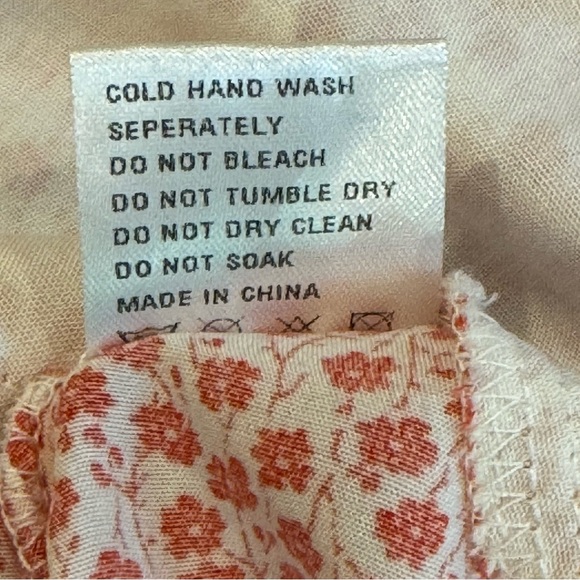 COLD HAND WASH
SEPERATELY
DO NOT BLEACH
DO NOT TUMBLE DRY
DO NOT DRY CLEAN
DO NOT SOAK
MADE IN CHINA